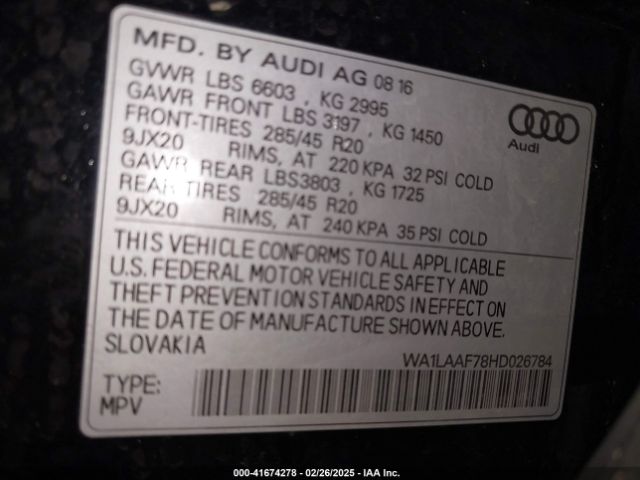 MFD. BY AUDI AG 08 16
GVWR LBS 6603 , KG 2995
GAWR FRONT LBS 3197 , KG 1450
FRONT-TIRES 285/45 R20
9JX20 RIMS, AT 220 KPA 32 PSI COLD
GAWR REAR LBS3803 , KG 1725
REAR TIRES 285/45 R20
9JX20 RIMS, AT 240 KPA 35 PSI COLD
Audi
THIS VEHICLE CONFORMS TO ALL APPLICABLE
U.S. FEDERAL MOTOR VEHICLE SAFETY AND
THEFT PREVENTION STANDARDS IN EFFECT ON
THE DATE OF MANUFACTURE SHOWN ABOVE.
SLOVAKIA
WA1LAAF78HD026784
TYPE:
MPV
000-41674278 - 02/26/2025 - IAA Inc.